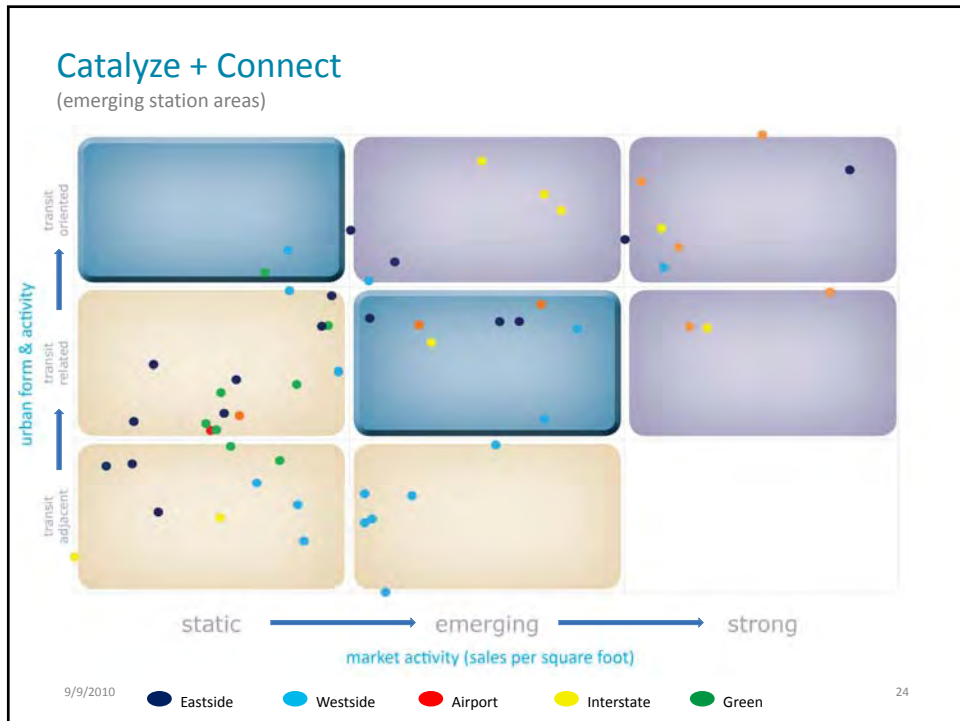 Catalyze + Connect
(emerging station areas)
urban form & activity
transit
oriented
transit
related
transit
adjacent
static
emerging
strong
market activity (sales per square foot)
9/9/2010
Eastside
Westside
Airport
Interstate
Green
24